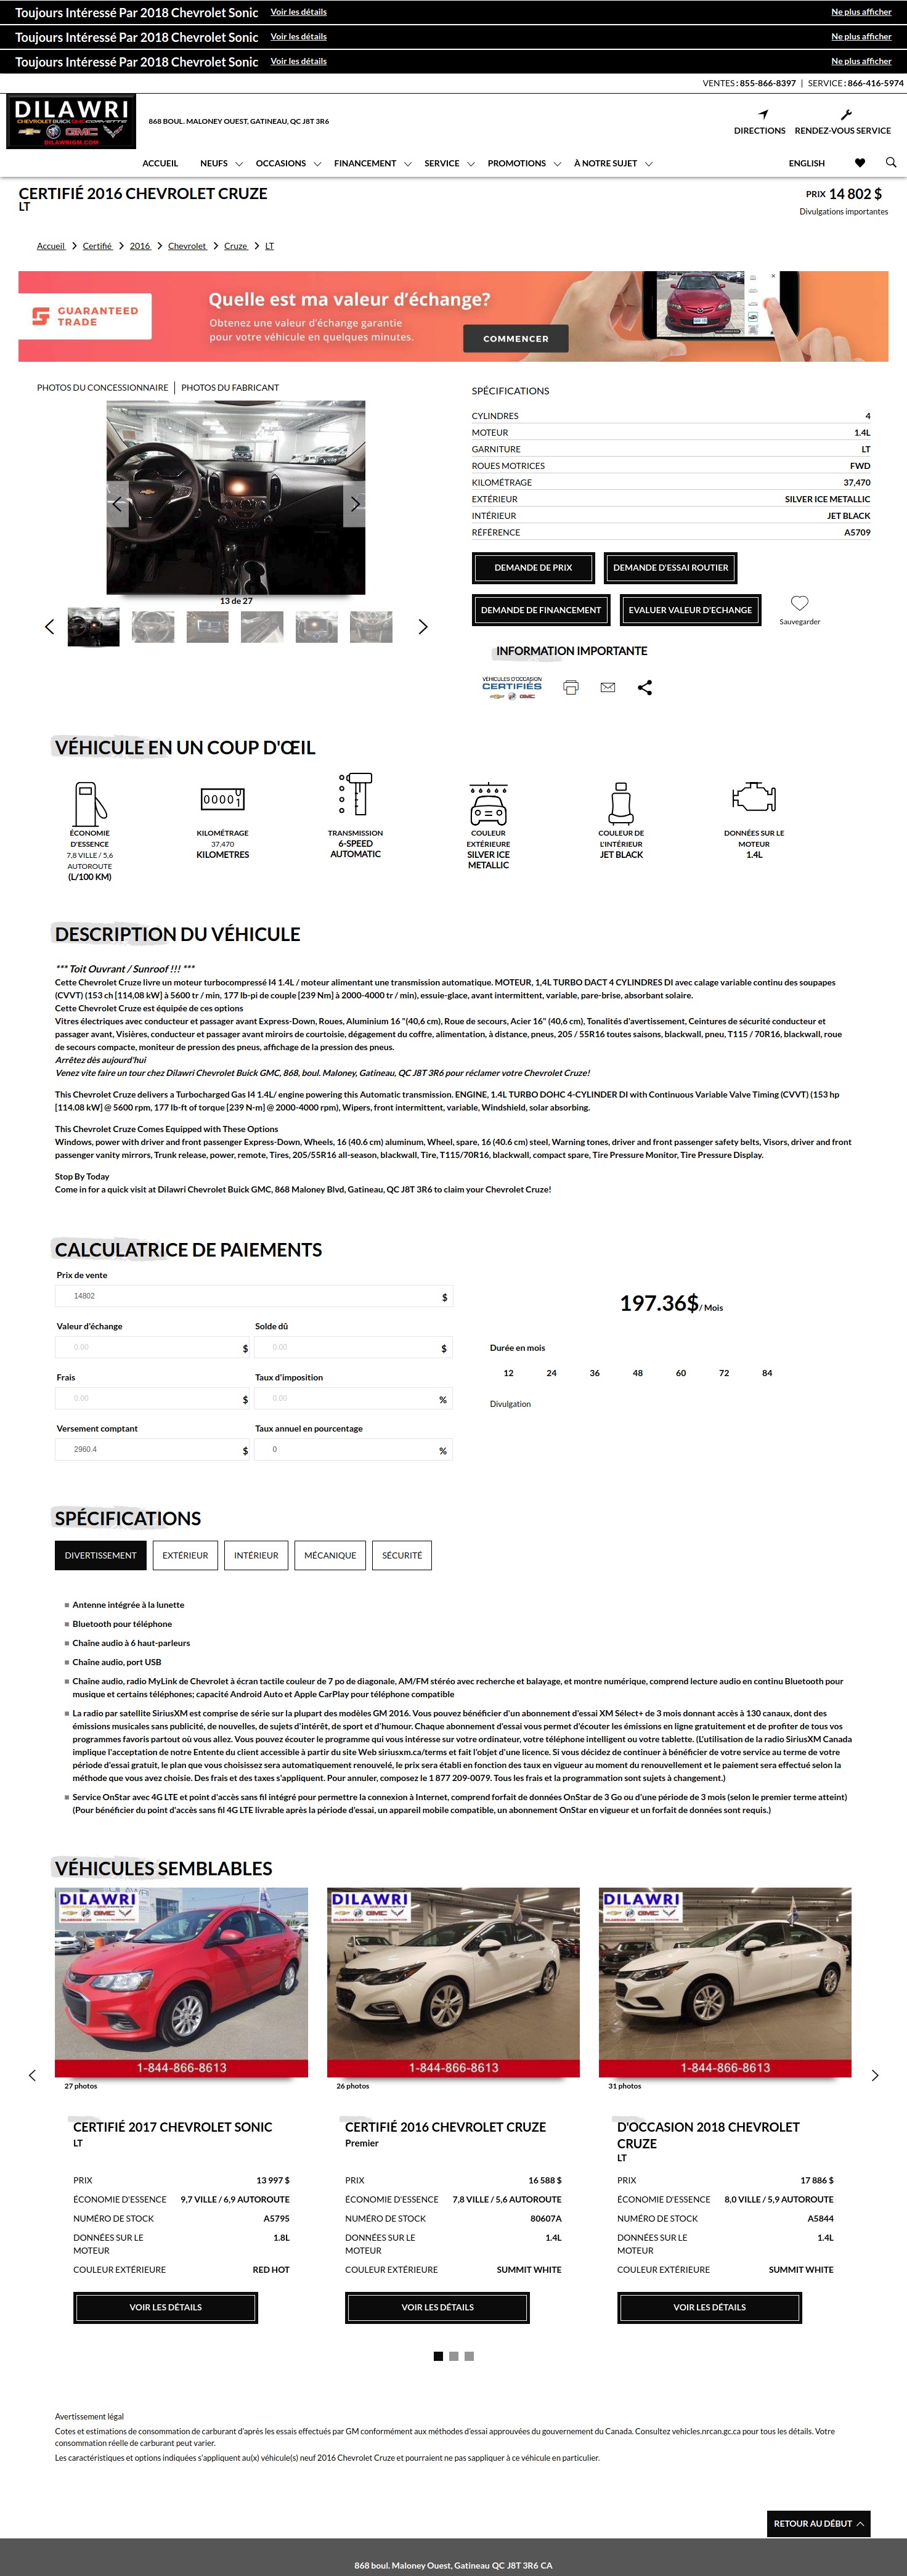 Toujours Intéressé Par 2018 Chevrolet Sonic Voir les détails Ne plus afficher
Toujours Intéressé Par 2018 Chevrolet Sonic Voir les détails Ne plus afficher
Toujours Intéressé Par 2018 Chevrolet Sonic Voir les détails Ne plus afficher
VENTES : 855-866-8397 | SERVICE : 866-416-5974
DILAWRI
CHEVROLET BUICK GMC CORVETTE
GMC
DILAWRIGM.COM
868 BOUL. MALONEY OUEST, GATINEAU, QC J8T 3R6
DIRECTIONS RENDEZ-VOUS SERVICE
ACCUEIL NEUFS OCCASIONS FINANCEMENT SERVICE PROMOTIONS À NOTRE SUJET ENGLISH
CERTIFIÉ 2016 CHEVROLET CRUZE
LT
PRIX 14 802 $
Divulgations importantes
Accueil > Certifié > 2016 > Chevrolet > Cruze > LT
GUARANTEED
TRADE
Quelle est ma valeur d'échange?
Obtenez une valeur d'échange garantie
pour votre véhicule en quelques minutes.
COMMENCER
PHOTOS DU CONCESSIONNAIRE | PHOTOS DU FABRICANT
13 de 27
SPÉCIFICATIONS
CYLINDRES 4
MOTEUR 1.4L
GARNITURE LT
ROUES MOTRICES FWD
KILOMÉTRAGE 37,470
EXTÉRIEUR SILVER ICE METALLIC
INTÉRIEUR JET BLACK
RÉFÉRENCE A5709
DEMANDE DE PRIX DEMANDE D'ESSAI ROUTIER
DEMANDE DE FINANCEMENT EVALUER VALEUR D'ECHANGE
Sauvegarder
INFORMATION IMPORTANTE
VÉHICULES D'OCCASION
CERTIFIÉS
GMC
VÉHICULE EN UN COUP D'ŒIL
ÉCONOMIE
D'ESSENCE
7,8 VILLE / 5,6
AUTOROUTE
(L/100 KM)
00001
KILOMÉTRAGE
37,470
KILOMETRES
TRANSMISSION
6-SPEED
AUTOMATIC
COULEUR
EXTÉRIEURE
SILVER ICE
METALLIC
COULEUR DE
L'INTÉRIEUR
JET BLACK
DONNÉES SUR LE
MOTEUR
1.4L
DESCRIPTION DU VÉHICULE
*** Toit Ouvrant / Sunroof !!! ***
Cette Chevrolet Cruze livre un moteur turbocompressé I4 1.4L / moteur alimentant une transmission automatique. MOTEUR, 1,4L TURBO DACT 4 CYLINDRES DI avec calage variable continu des soupapes
(CVVT) (153 ch [114,08 kW] à 5600 tr / min, 177 lb-pi de couple [239 Nm] à 2000-4000 tr / min), essuie-glace, avant intermittent, variable, pare-brise, absorbant solaire.
Cette Chevrolet Cruze est équipée de ces options
Vitres électriques avec conducteur et passager avant Express-Down, Roues, Aluminium 16 "(40,6 cm), Roue de secours, Acier 16" (40,6 cm), Tonalités d'avertissement, Ceintures de sécurité conducteur et
passager avant, Visières, conducteur et passager avant miroirs de courtoisie, dégagement du coffre, alimentation, à distance, pneus, 205 / 55R16 toutes saisons, blackwall, pneu, T115 / 70R16, blackwall, roue
de secours compacte, moniteur de pression des pneus, affichage de la pression des pneus.
Arrêtez dès aujourd'hui
Venez vite faire un tour chez Dilawri Chevrolet Buick GMC, 868, boul. Maloney, Gatineau, QC J8T 3R6 pour réclamer votre Chevrolet Cruze!
This Chevrolet Cruze delivers a Turbocharged Gas I4 1.4L/ engine powering this Automatic transmission. ENGINE, 1.4L TURBO DOHC 4-CYLINDER DI with Continuous Variable Valve Timing (CVVT) (153 hp
[114.08 kW] @ 5600 rpm, 177 lb-ft of torque [239 N-m] @ 2000-4000 rpm), Wipers, front intermittent, variable, Windshield, solar absorbing.
This Chevrolet Cruze Comes Equipped with These Options
Windows, power with driver and front passenger Express-Down, Wheels, 16 (40.6 cm) aluminum, Wheel, spare, 16 (40.6 cm) steel, Warning tones, driver and front passenger safety belts, Visors, driver and front
passenger vanity mirrors, Trunk release, power, remote, Tires, 205/55R16 all-season, blackwall, Tire, T115/70R16, blackwall, compact spare, Tire Pressure Monitor, Tire Pressure Display.
Stop By Today
Come in for a quick visit at Dilawri Chevrolet Buick GMC, 868 Maloney Blvd, Gatineau, QC J8T 3R6 to claim your Chevrolet Cruze!
CALCULATRICE DE PAIEMENTS
Prix de vente
14802 $
Valeur d'échange Solde dû
0.00 $ 0.00 $
Frais Taux d'imposition
0.00 $ 0.00 %
Versement comptant Taux annuel en pourcentage
2960.4 $ 0 %
197.36$/ Mois
Durée en mois
12 24 36 48 60 72 84
Divulgation
SPÉCIFICATIONS
DIVERTISSEMENT EXTÉRIEUR INTÉRIEUR MÉCANIQUE SÉCURITÉ
Antenne intégrée à la lunette
Bluetooth pour téléphone
Chaîne audio à 6 haut-parleurs
Chaîne audio, port USB
Chaîne audio, radio MyLink de Chevrolet à écran tactile couleur de 7 po de diagonale, AM/FM stéréo avec recherche et balayage, et montre numérique, comprend lecture audio en continu Bluetooth pour
musique et certains téléphones; capacité Android Auto et Apple CarPlay pour téléphone compatible
La radio par satellite SiriusXM est comprise de série sur la plupart des modèles GM 2016. Vous pouvez bénéficier d'un abonnement d'essai XM Sélect+ de 3 mois donnant accès à 130 canaux, dont des
émissions musicales sans publicité, de nouvelles, de sujets d'intérêt, de sport et d'humour. Chaque abonnement d'essai vous permet d'écouter les émissions en ligne gratuitement et de profiter de tous vos
programmes favoris partout où vous allez. Vous pouvez écouter le programme qui vous intéresse sur votre ordinateur, votre téléphone intelligent ou votre tablette. (L'utilisation de la radio SiriusXM Canada
implique l'acceptation de notre Entente du client accessible à partir du site Web siriusxm.ca/terms et fait l'objet d'une licence. Si vous décidez de continuer à bénéficier de votre service au terme de votre
période d'essai gratuit, le plan que vous choisissez sera automatiquement renouvelé, le prix sera établi en fonction des taux en vigueur au moment du renouvellement et le paiement sera effectué selon la
méthode que vous avez choisie. Des frais et des taxes s'appliquent. Pour annuler, composez le 1 877 209-0079. Tous les frais et la programmation sont sujets à changement.)
Service OnStar avec 4G LTE et point d'accès sans fil intégré pour permettre la connexion à Internet, comprend forfait de données OnStar de 3 Go ou d'une période de 3 mois (selon le premier terme atteint)
(Pour bénéficier du point d'accès sans fil 4G LTE livrable après la période d'essai, un appareil mobile compatible, un abonnement OnStar en vigueur et un forfait de données sont requis.)
VÉHICULES SEMBLABLES
DILAWRI
GMC
DILAWRIGM.COM
1-844-866-8613
27 photos
CERTIFIÉ 2017 CHEVROLET SONIC
LT
PRIX 13 997 $
ÉCONOMIE D'ESSENCE 9,7 VILLE / 6,9 AUTOROUTE
NUMÉRO DE STOCK A5795
DONNÉES SUR LE 1.8L
MOTEUR
COULEUR EXTÉRIEURE RED HOT
VOIR LES DÉTAILS
DILAWRI
GMC
DILAWRIGM.COM
1-844-866-8613
26 photos
CERTIFIÉ 2016 CHEVROLET CRUZE
Premier
PRIX 16 588 $
ÉCONOMIE D'ESSENCE 7,8 VILLE / 5,6 AUTOROUTE
NUMÉRO DE STOCK 80607A
DONNÉES SUR LE 1.4L
MOTEUR
COULEUR EXTÉRIEURE SUMMIT WHITE
VOIR LES DÉTAILS
DILAWRI
GMC
DILAWRIGM.COM
1-844-866-8613
31 photos
D'OCCASION 2018 CHEVROLET
CRUZE
LT
PRIX 17 886 $
ÉCONOMIE D'ESSENCE 8,0 VILLE / 5,9 AUTOROUTE
NUMÉRO DE STOCK A5844
DONNÉES SUR LE 1.4L
MOTEUR
COULEUR EXTÉRIEURE SUMMIT WHITE
VOIR LES DÉTAILS
Avertissement légal
Cotes et estimations de consommation de carburant d'après les essais effectués par GM conformément aux méthodes d'essai approuvées du gouvernement du Canada. Consultez vehicles.nrcan.gc.ca pour tous les détails. Votre
consommation réelle de carburant peut varier.
Les caractéristiques et options indiquées s'appliquent au(x) véhicule(s) neuf 2016 Chevrolet Cruze et pourraient ne pas sappliquer à ce véhicule en particulier.
RETOUR AU DÉBUT
868 boul. Maloney Ouest, Gatineau QC J8T 3R6 CA